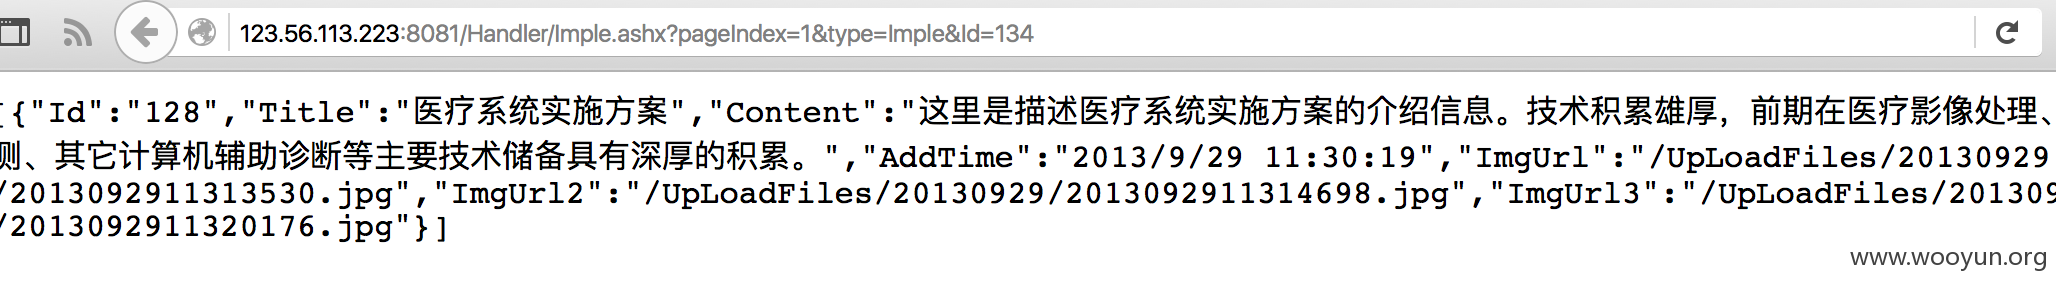 123.56.113.223:8081/Handler/Imple.ashx?pageIndex=1&type=Imple&Id=134
[{"Id":"128","Title":"医疗系统实施方案","Content":"这里是描述医疗系统实施方案的介绍信息。技术积累雄厚，前期在医疗影像处理、
测、其它计算机辅助诊断等主要技术储备具有深厚的积累。","AddTime":"2013/9/29 11:30:19","ImgUrl":"/UpLoadFiles/20130929
/2013092911313530.jpg","ImgUrl2":"/UpLoadFiles/20130929/2013092911314698.jpg","ImgUrl3":"/UpLoadFiles/201309
/2013092911320176.jpg"}]
www.wooyun.org